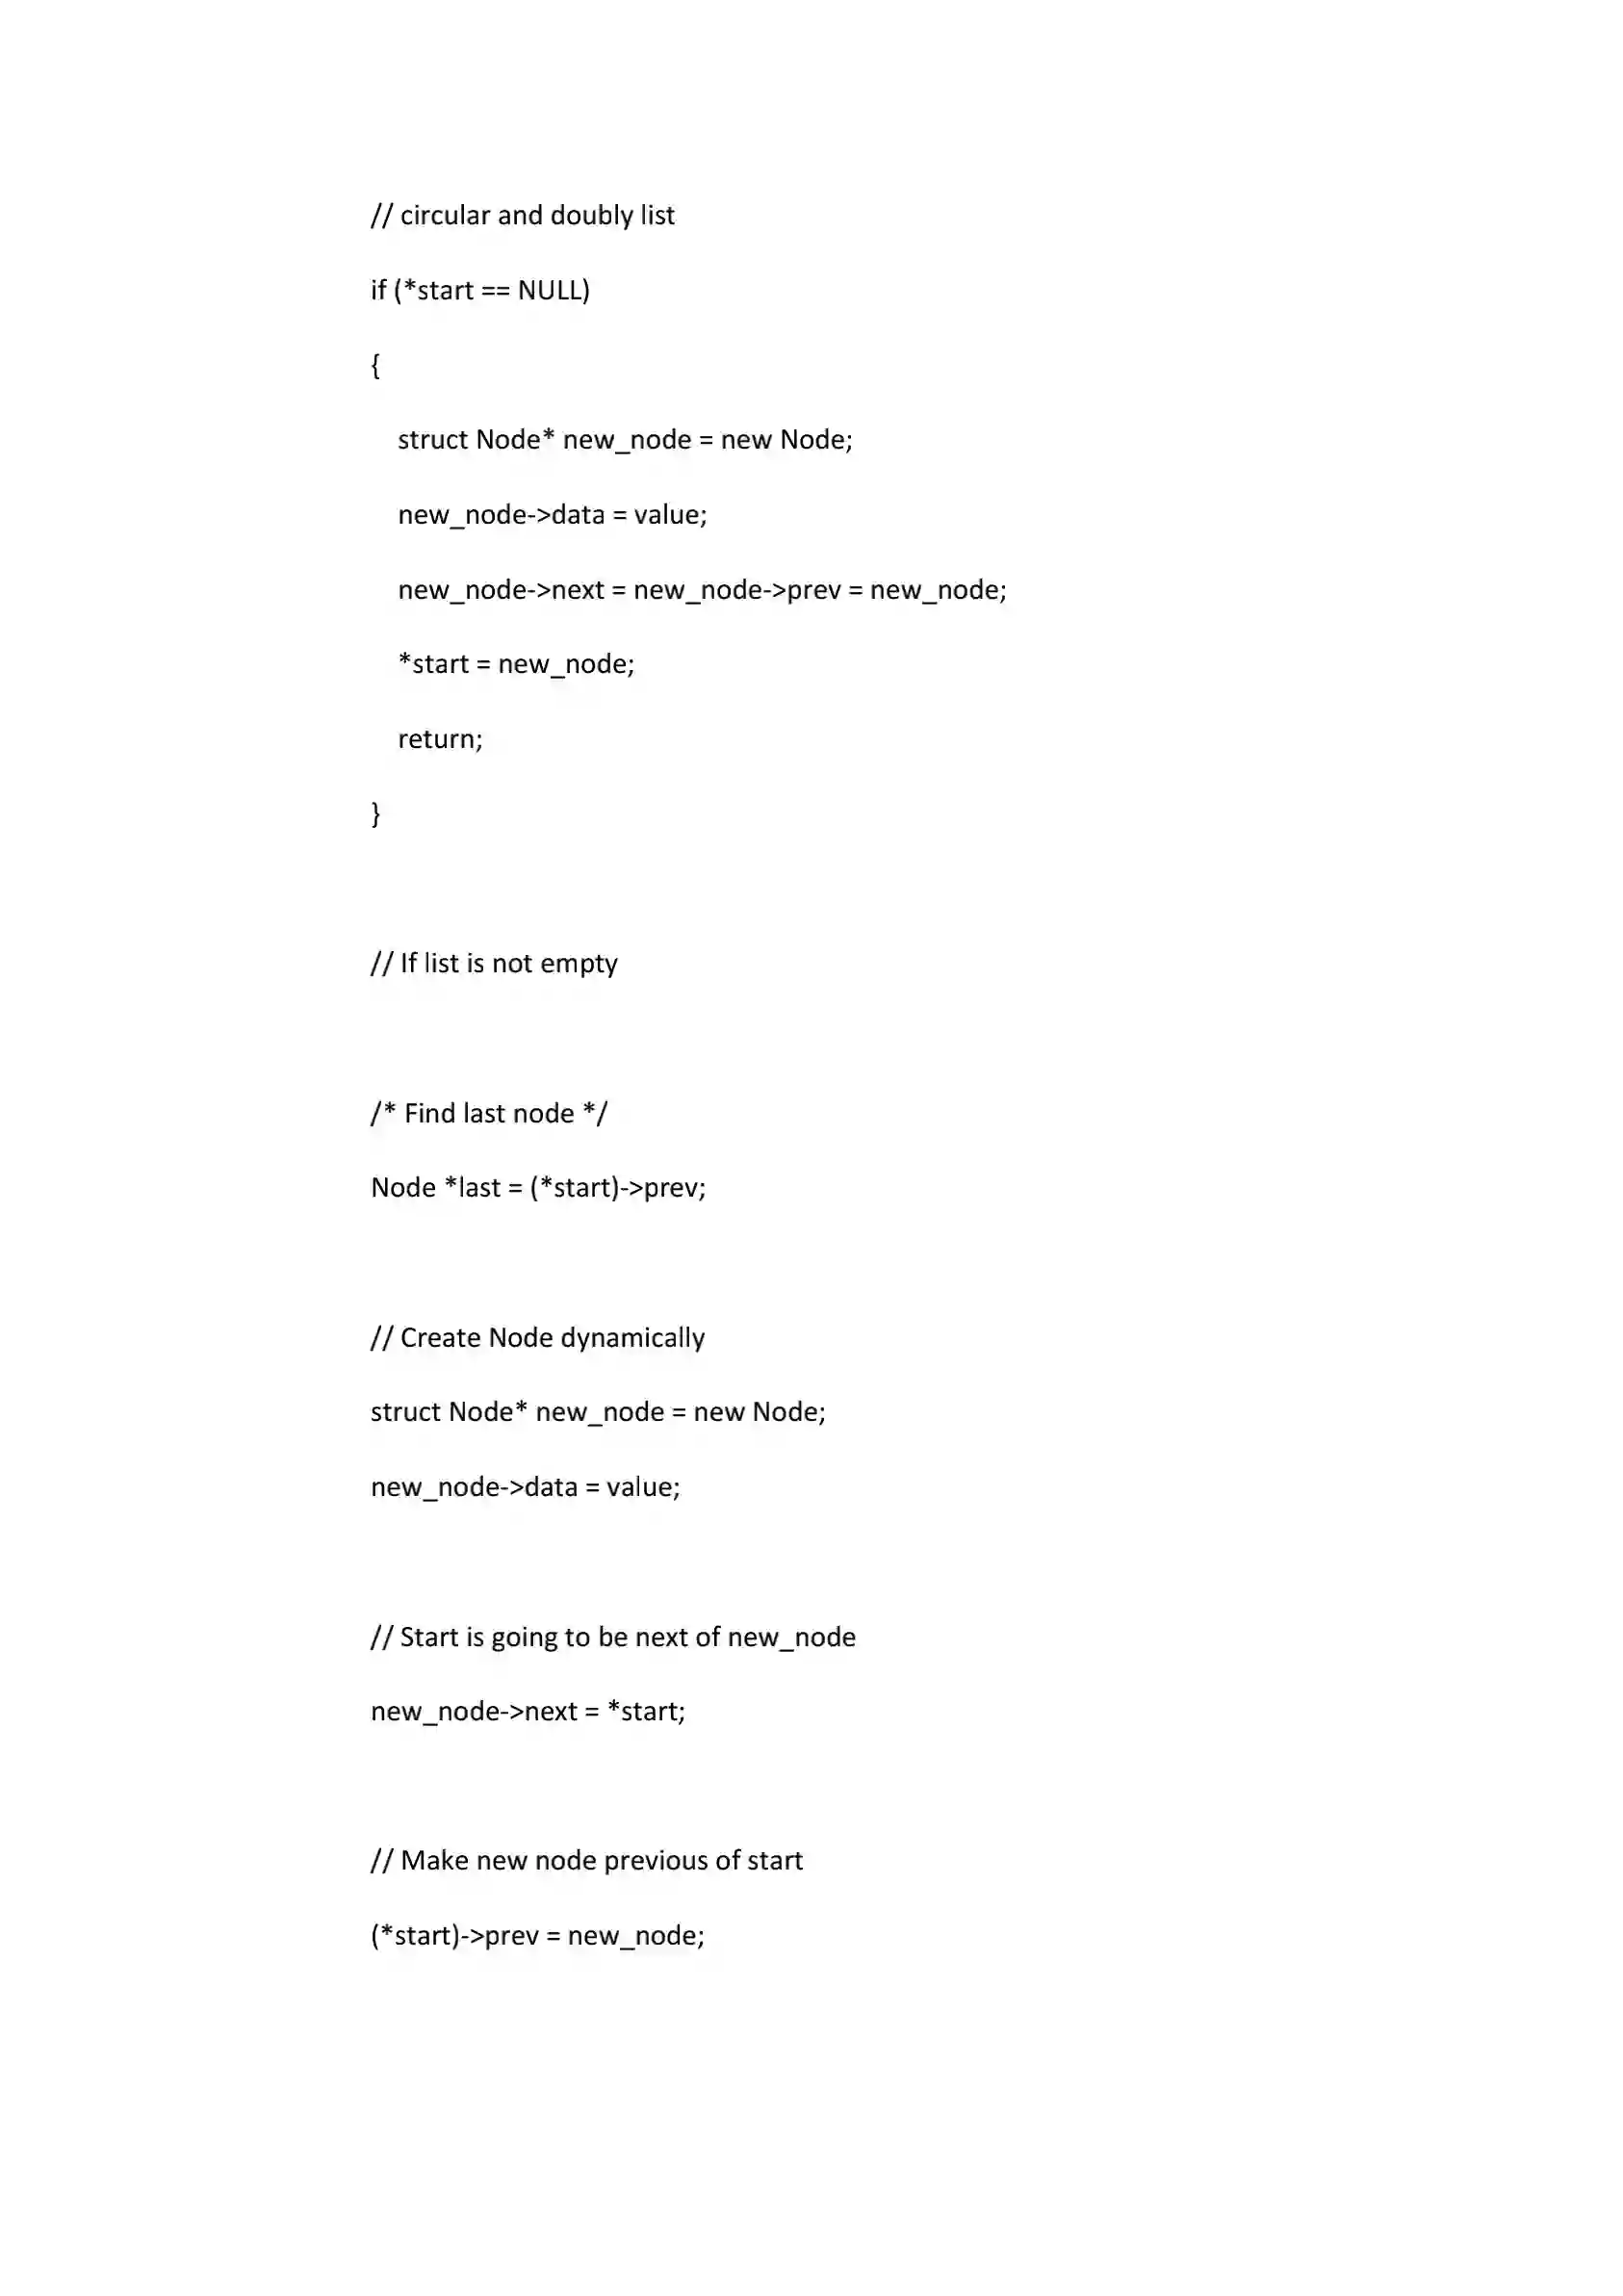 // circular and doubly list
if (*start == NULL)
{
struct Node* new_node = new Node;
new_node->data = value;
new_node->next = new_node->prev = new_node;
*start = new_node;
return;
}
// If list is not empty
/* Find last node */
Node *last = (*start)->prev;
// Create Node dynamically
struct Node* new_node = new Node;
new_node->data = value;
// Start is going to be next of new_node
new_node->next = *start;
// Make new node previous of start
(*start)->prev = new_node;